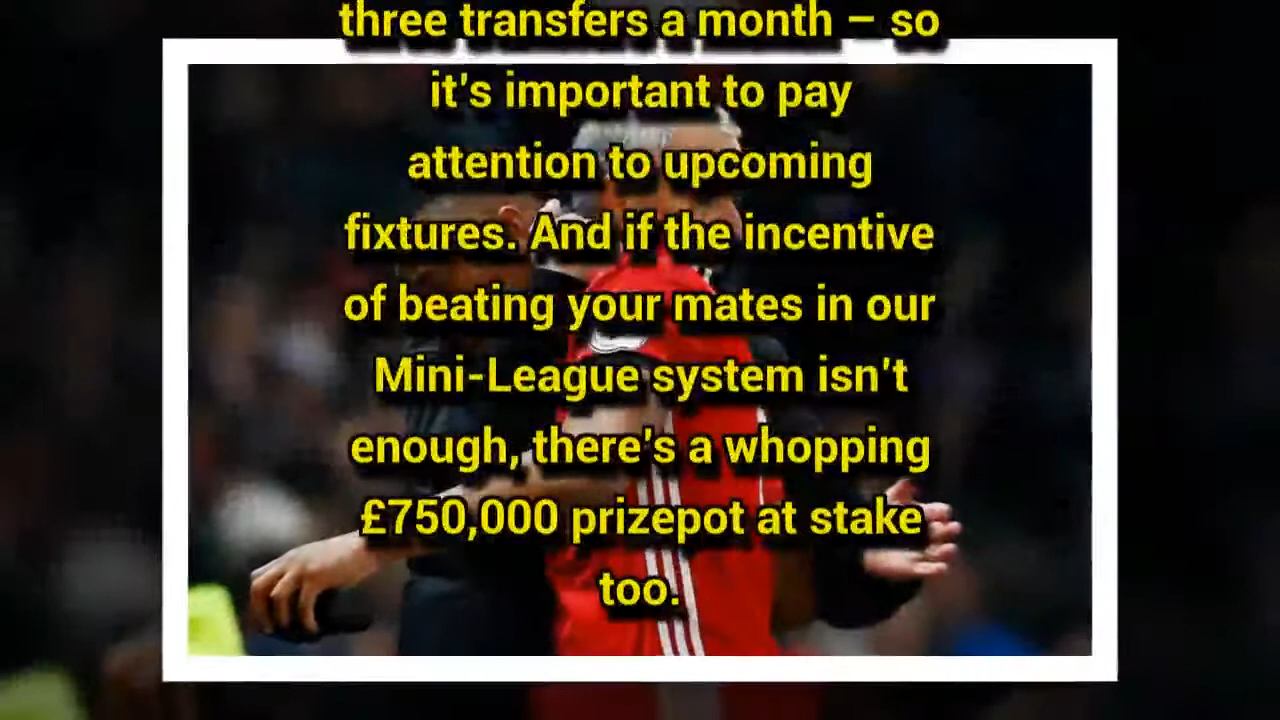 three transfers a month – so
it's important to pay
attention to upcoming
fixtures. And if the incentive
of beating your mates in our
Mini-League system isn't
enough, there's a whopping
£750,000 prizepot at stake
too.